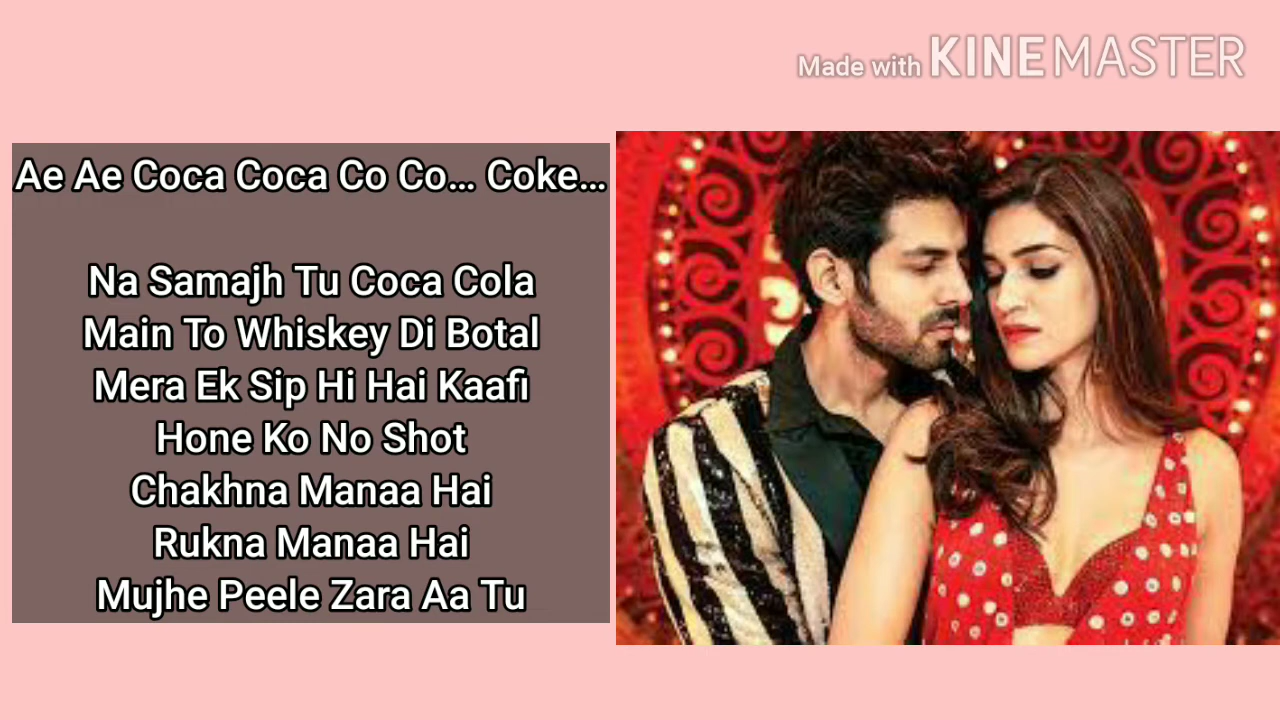 Made with KINEMASTER
Ae Ae Coca Coca Co Co... Coke...
Na Samajh Tu Coca Cola
Main To Whiskey Di Botal
Mera Ek Sip Hi Hai Kaafi
Hone Ko No Shot
Chakhna Manaa Hai
Rukna Manaa Hai
Mujhe Peele Zara Aa Tu